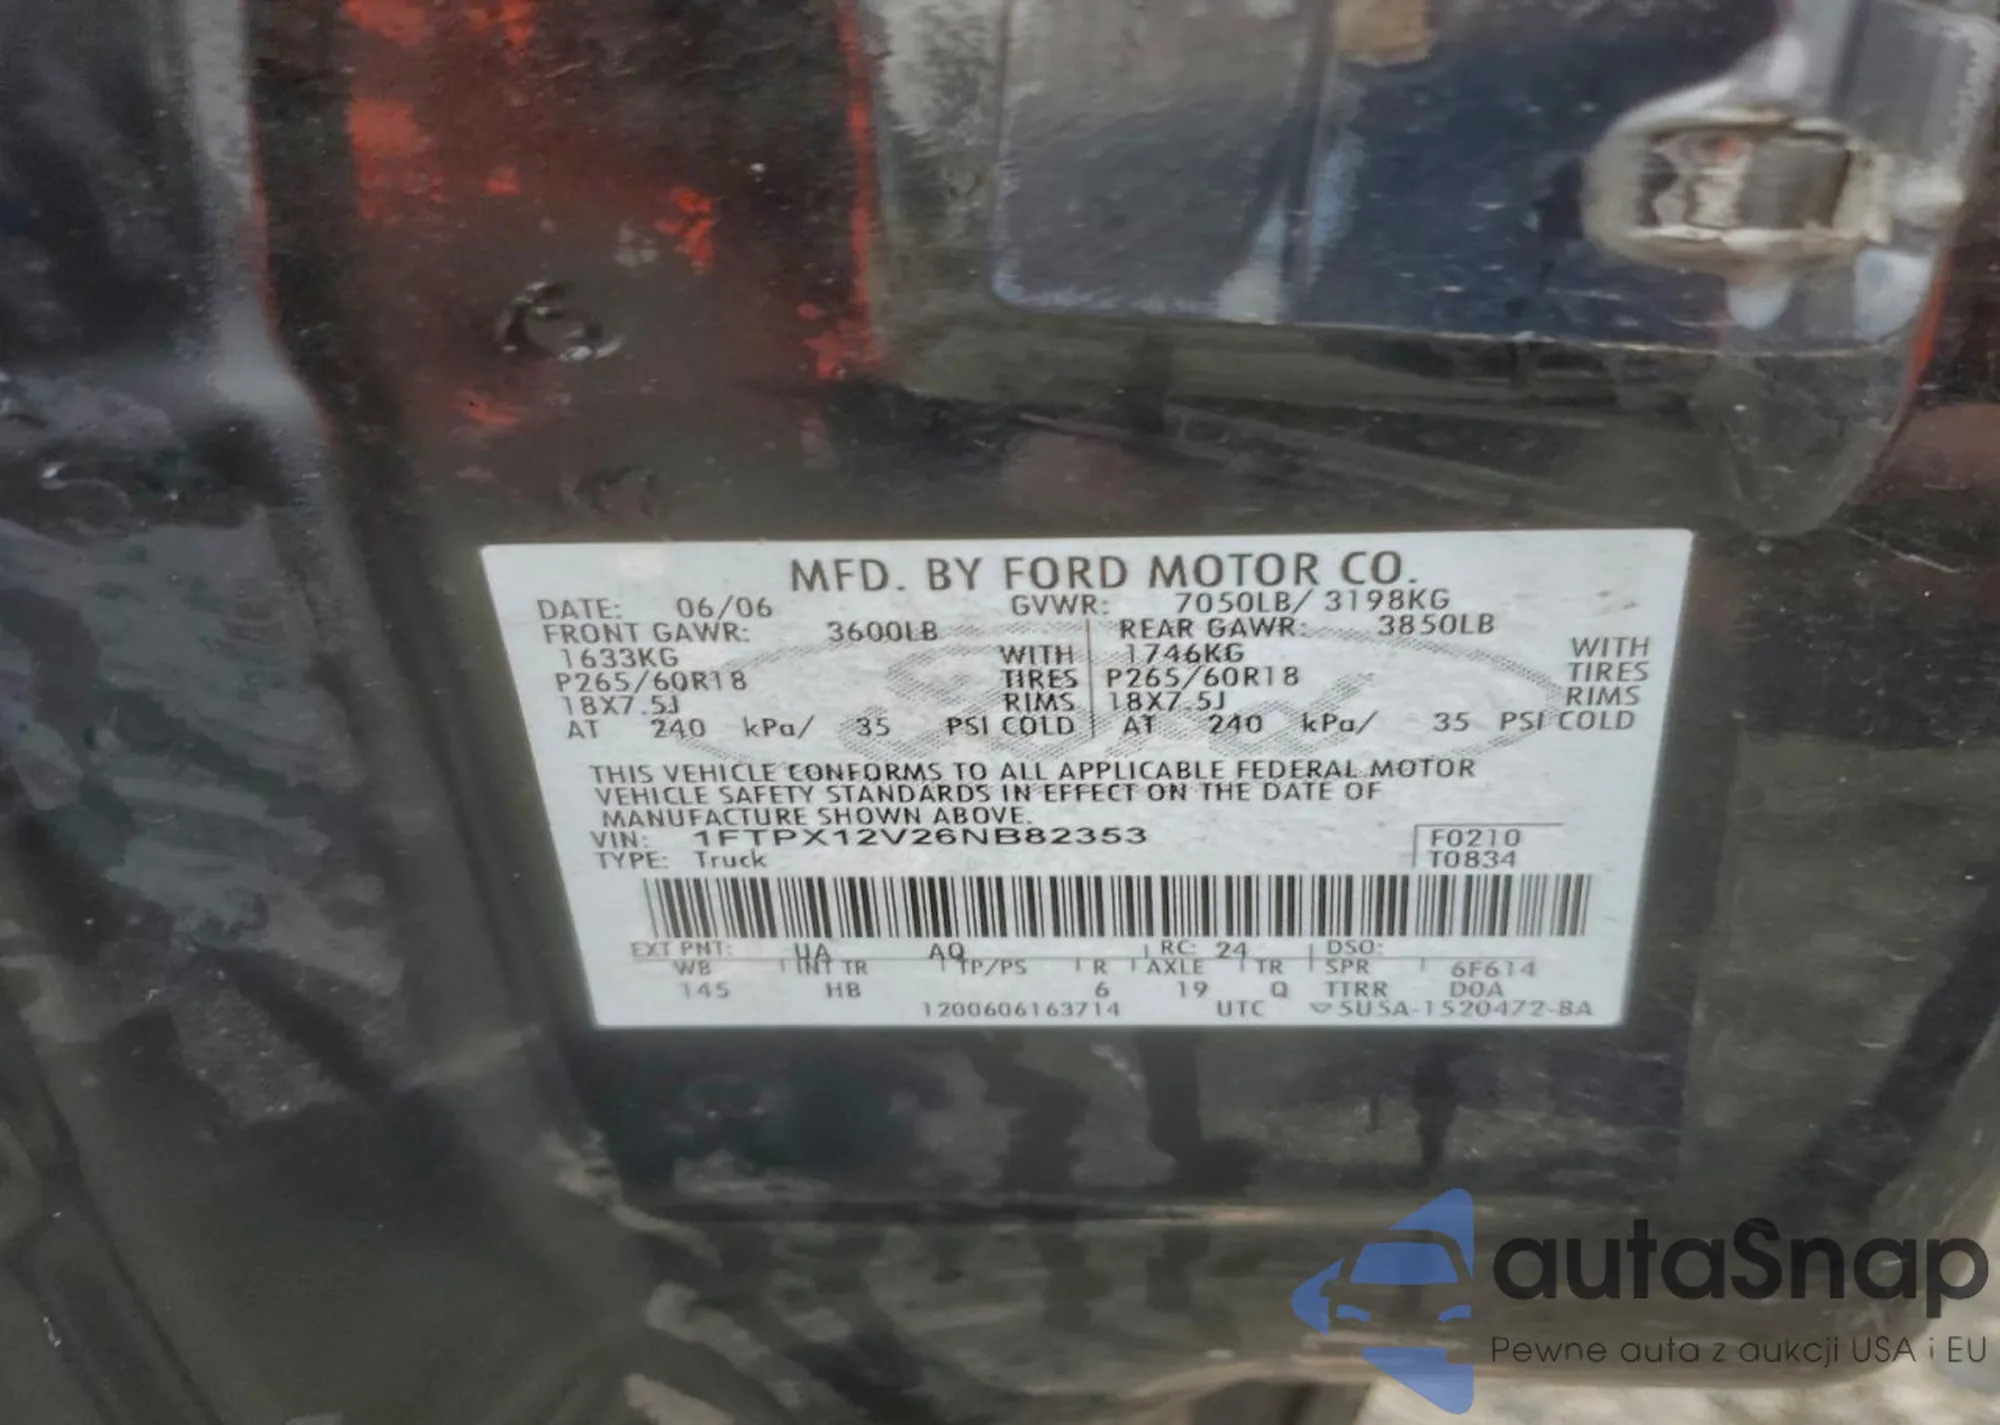 MFD. BY FORD MOTOR CO.
DATE: 06/06 GVWR: 7050LB/ 3198KG
FRONT GAWR: 3600LB REAR GAWR: 3850LB
1633KG WITH 1746KG WITH
P265/60R18 TIRES P265/60R18 TIRES
18X7.5J RIMS 18X7.5J RIMS
AT 240 kPa/ 35 PSI COLD AT 240 kPa/ 35 PSI COLD
THIS VEHICLE CONFORMS TO ALL APPLICABLE FEDERAL MOTOR
VEHICLE SAFETY STANDARDS IN EFFECT ON THE DATE OF
MANUFACTURE SHOWN ABOVE.
VIN: 1FTPX12V26NB82353 F0210
TYPE: Truck T0834
EXT PNT: UA AQ RC: 24 DSO:
WB INT TR TP/PS R AXLE TR SPR 6F614
145 HB 6 19 Q TTRR D0A
1200606163714 UTC 5U5A-1520472-BA
autaSnap
Pewne auta z aukcji USA i EU